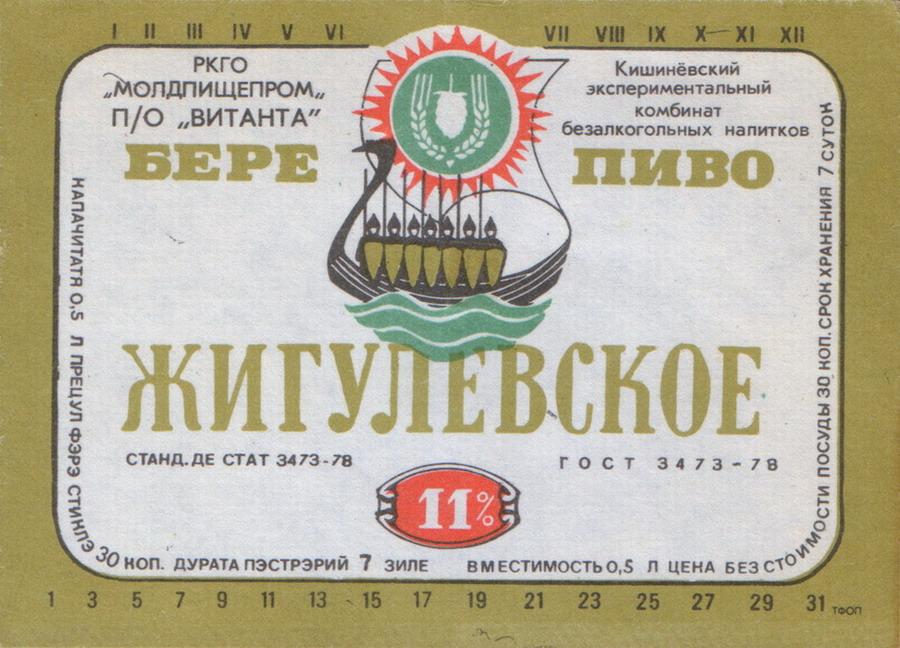 I II III IV V VI VII VIII IX X XI XII
РКГО
„МОЛДПИЩЕПРОМ„
П/О „ВИТАНТА"
Кишинёвский
экспериментальный
комбинат
безалкогольных напитков
БЕРЕ
ПИВО
ЖИГУЛЕВСКОЕ
СТАНД.ДЕ СТАТ 3473-78
ГОСТ 3473-78
11%
КАПАЧИТАТЯ 0,5 Л ПРЕЦУЛ ФЭРЭ СТИКЛЭ 30 КОП. ДУРАТА ПЭСТРЭРИЙ 7 ЗИЛЕ
ВМЕСТИМОСТЬ 0,5 Л ЦЕНА БЕЗ СТОИМОСТИ ПОСУДЫ 30 КОП. СРОК ХРАНЕНИЯ 7 СУТОК
1 3 5 7 9 11 13 15 17 19 21 23 25 27 29 31 ТФОП